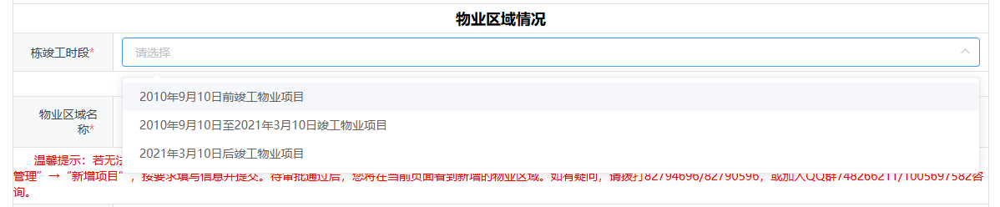 物业区域情况
栋竣工时段*
请选择
2010年9月10日前竣工物业项目
2010年9月10日至2021年3月10日竣工物业项目
2021年3月10日后竣工物业项目
物业区域名
称*
温馨提示：若无法
管理”→“新增项目”，按要求填写信息并提交。待审批通过后，您将在当前页面看到新增的物业区域。如有疑问，请拨打82794696/82790596，或加入QQ群748266211/1005697582咨
询。